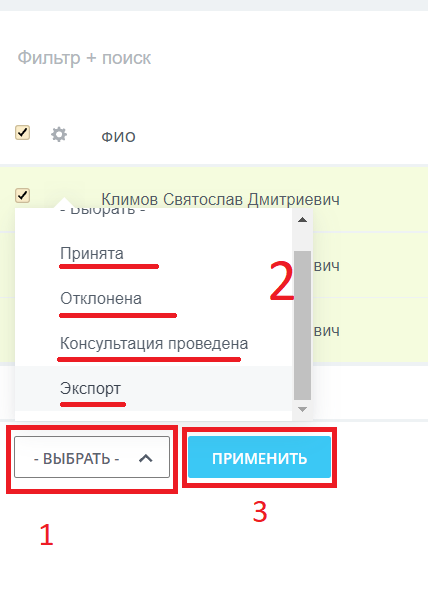 Фильтр + поиск
ФИО
Климов Святослав Дмитриевич
- Выбрать -
Принята
2
вич
Отклонена
вич
Консультация проведена
Экспорт
- ВЫБРАТЬ -
ПРИМЕНИТЬ
1
3